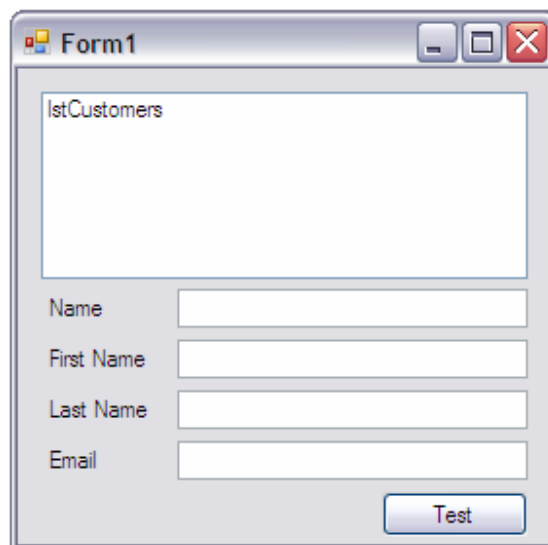 Form1
lstCustomers
Name
First Name
Last Name
Email
Test